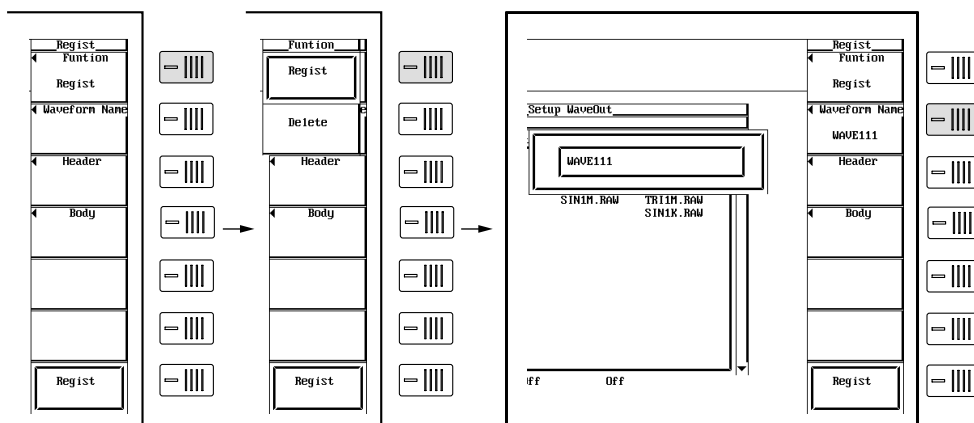 Regist
Funtion
Regist
Waveform Name
Header
Body
Regist
Funtion
Regist
Delete
Header
Body
Regist
Setup WaveOut
WAVE111
SIN1M.RAW TRI1M.RAW
SIN1K.RAW
Off
Regist
Funtion
Regist
Waveform Name
WAVE111
Header
Body
Regist